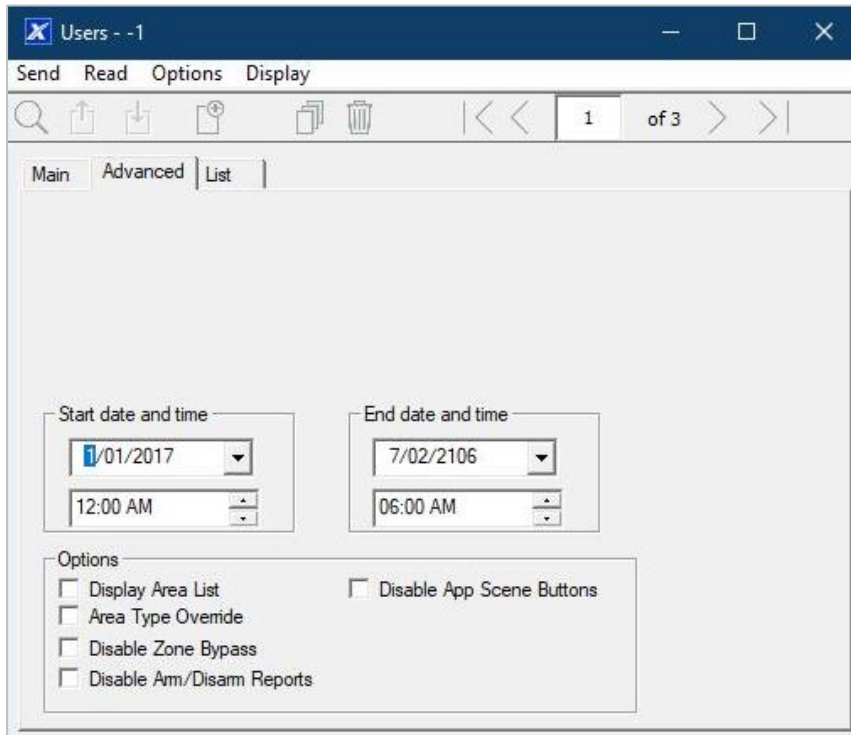 Users - -1
Send Read Options Display
1 of 3
Main Advanced List
Start date and time End date and time
1/01/2017 7/02/2106
12:00 AM 06:00 AM
Options
Display Area List Disable App Scene Buttons
Area Type Override
Disable Zone Bypass
Disable Arm/Disarm Reports